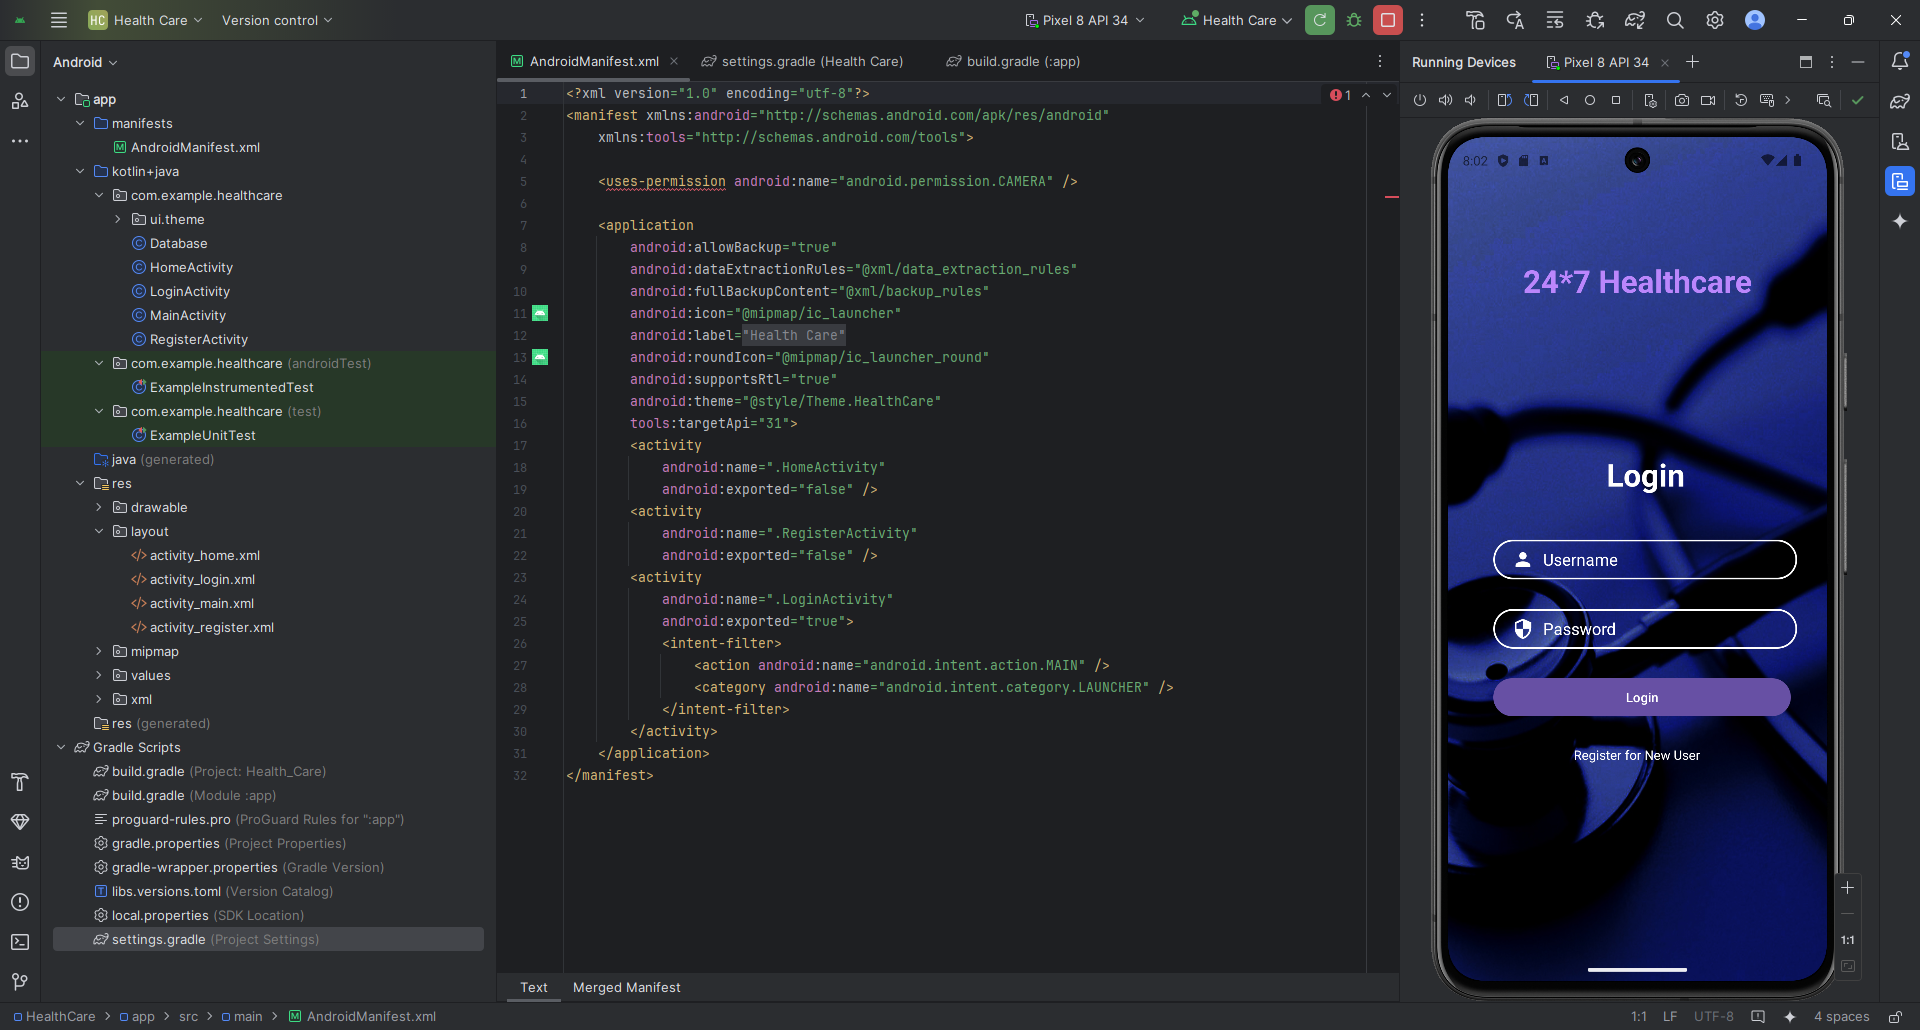 HC Health Care Version control Pixel 8 API 34 Health Care
Android
app
manifests
AndroidManifest.xml
kotlin+java
com.example.healthcare
ui.theme
Database
HomeActivity
LoginActivity
MainActivity
RegisterActivity
com.example.healthcare (androidTest)
ExampleInstrumentedTest
com.example.healthcare (test)
ExampleUnitTest
java (generated)
res
drawable
layout
activity_home.xml
activity_login.xml
activity_main.xml
activity_register.xml
mipmap
values
xml
res (generated)
Gradle Scripts
build.gradle (Project: Health_Care)
build.gradle (Module :app)
proguard-rules.pro (ProGuard Rules for ":app")
gradle.properties (Project Properties)
gradle-wrapper.properties (Gradle Version)
libs.versions.toml (Version Catalog)
local.properties (SDK Location)
settings.gradle (Project Settings)
AndroidManifest.xml settings.gradle (Health Care) build.gradle (:app)
1 <?xml version="1.0" encoding="utf-8"?> 1
2 <manifest xmlns:android="http://schemas.android.com/apk/res/android"
3 xmlns:tools="http://schemas.android.com/tools">
4
5 <uses-permission android:name="android.permission.CAMERA" />
6
7 <application
8 android:allowBackup="true"
9 android:dataExtractionRules="@xml/data_extraction_rules"
10 android:fullBackupContent="@xml/backup_rules"
11 android:icon="@mipmap/ic_launcher"
12 android:label="Health Care"
13 android:roundIcon="@mipmap/ic_launcher_round"
14 android:supportsRtl="true"
15 android:theme="@style/Theme.HealthCare"
16 tools:targetApi="31">
17 <activity
18 android:name=".HomeActivity"
19 android:exported="false" />
20 <activity
21 android:name=".RegisterActivity"
22 android:exported="false" />
23 <activity
24 android:name=".LoginActivity"
25 android:exported="true">
26 <intent-filter>
27 <action android:name="android.intent.action.MAIN" />
28 <category android:name="android.intent.category.LAUNCHER" />
29 </intent-filter>
30 </activity>
31 </application>
32 </manifest>
Text Merged Manifest
Running Devices Pixel 8 API 34
8:02
24*7 Healthcare
Login
Username
Password
Login
Register for New User
1:1
HealthCare app src main AndroidManifest.xml
1:1 LF UTF-8 4 spaces